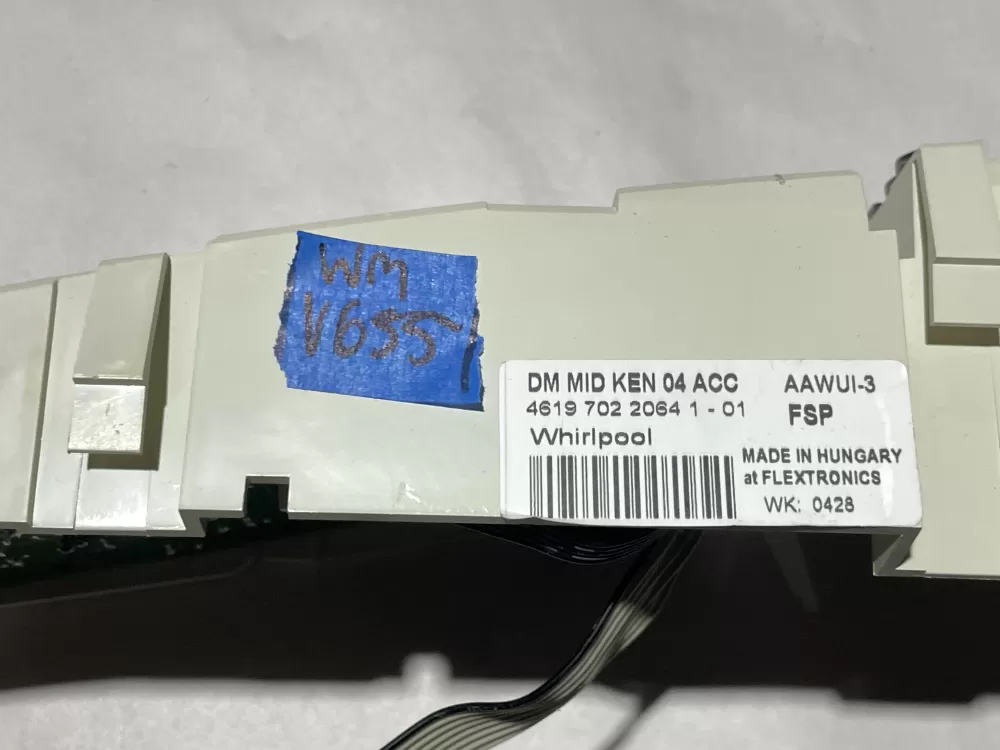 WM
V655
DM MID KEN 04 ACC
4619 702 2064 1 - 01
Whirlpool
AAWUI-3
FSP
MADE IN HUNGARY
at FLEXTRONICS
WK: 0428